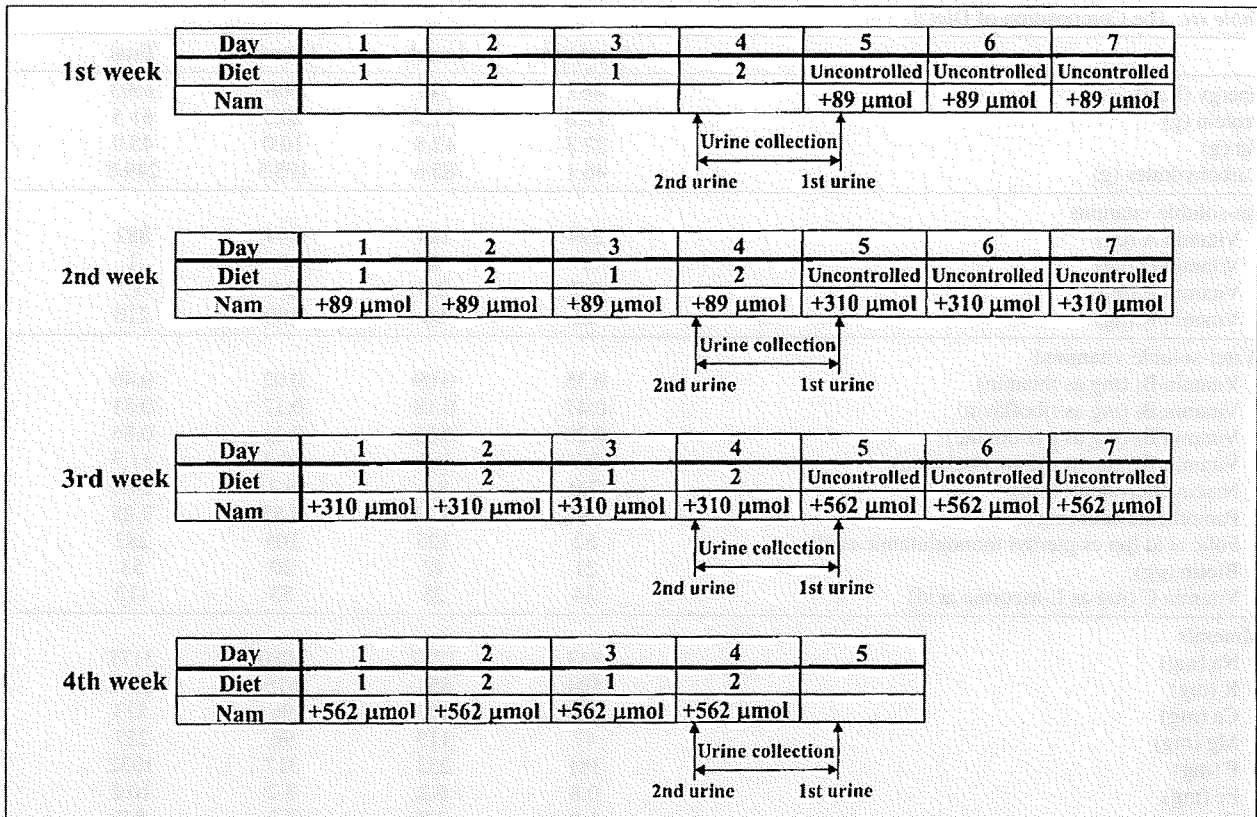 Day 1 2 3 4 5 6 7
1st week Diet 1 2 1 2 Uncontrolled Uncontrolled Uncontrolled
Nam +89 μmol +89 μmol +89 μmol
Urine collection
2nd urine 1st urine
Day 1 2 3 4 5 6 7
2nd week Diet 1 2 1 2 Uncontrolled Uncontrolled Uncontrolled
Nam +89 μmol +89 μmol +89 μmol +89 μmol +310 μmol +310 μmol +310 μmol
Urine collection
2nd urine 1st urine
Day 1 2 3 4 5 6 7
3rd week Diet 1 2 1 2 Uncontrolled Uncontrolled Uncontrolled
Nam +310 μmol +310 μmol +310 μmol +310 μmol +562 μmol +562 μmol +562 μmol
Urine collection
2nd urine 1st urine
Day 1 2 3 4 5
4th week Diet 1 2 1 2
Nam +562 μmol +562 μmol +562 μmol +562 μmol
Urine collection
2nd urine 1st urine